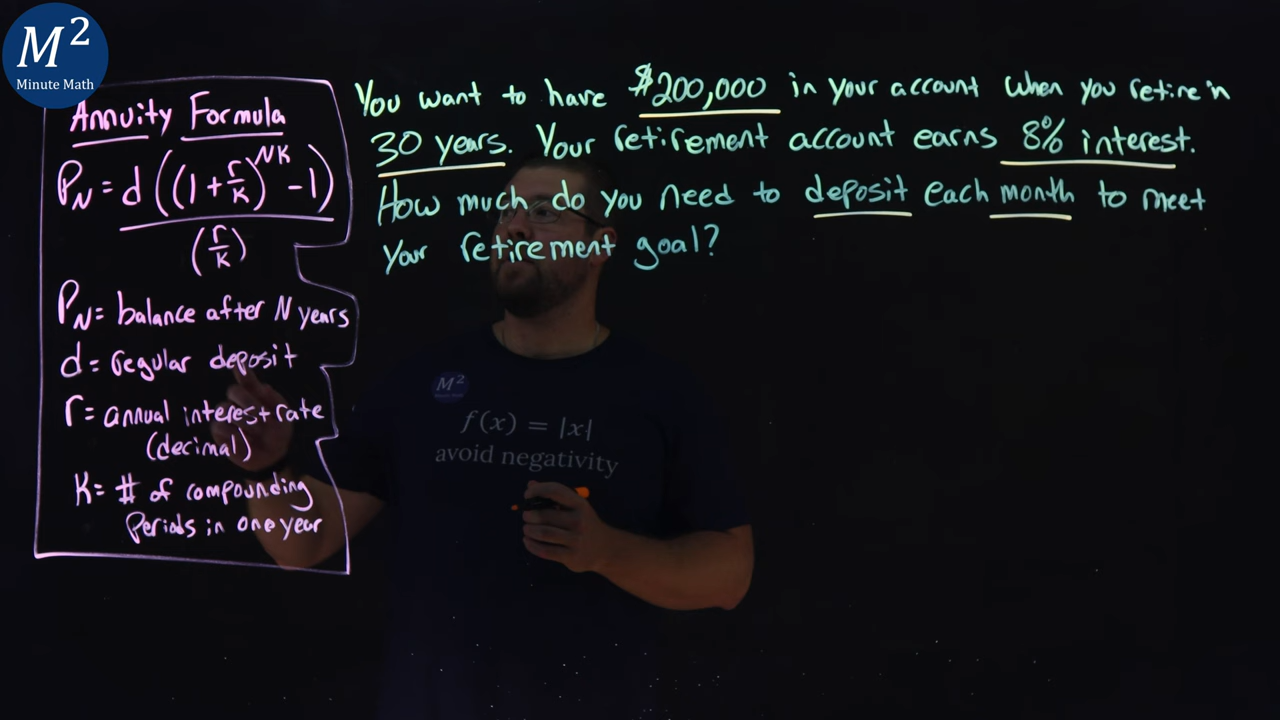 M²
Minute Math
Annuity Formula
P_N = d((1 + r/k)^{NK} - 1)
(r/k)
P_N = balance after N years
d = regular deposit
r = annual interest rate
(decimal)
K = # of compounding
Periods in one year
You want to have $200,000 in your account when you retire in
30 years. Your retirement account earns 8% interest.
How much do you need to deposit each month to meet
your retirement goal?
M²
Minute Math
f(x) = |x|
avoid negativity